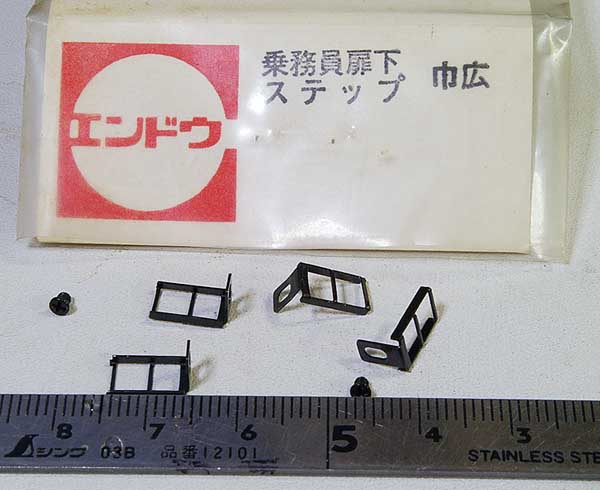 乗務員扉下
ステップ 巾広
エンドウ
8 7 6 5 4 3
シンワ 03B 品番12101 STAINLESS STE